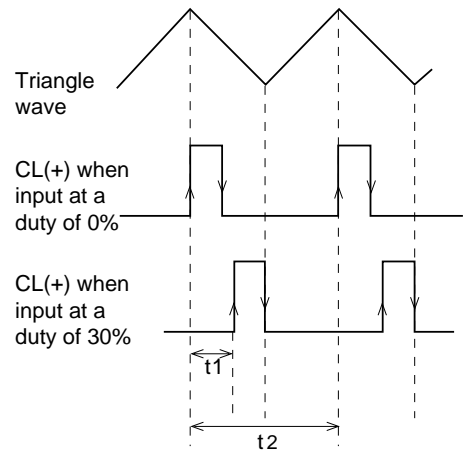 Triangle
wave
CL(+) when
input at a
duty of 0%
CL(+) when
input at a
duty of 30%
t1
t2